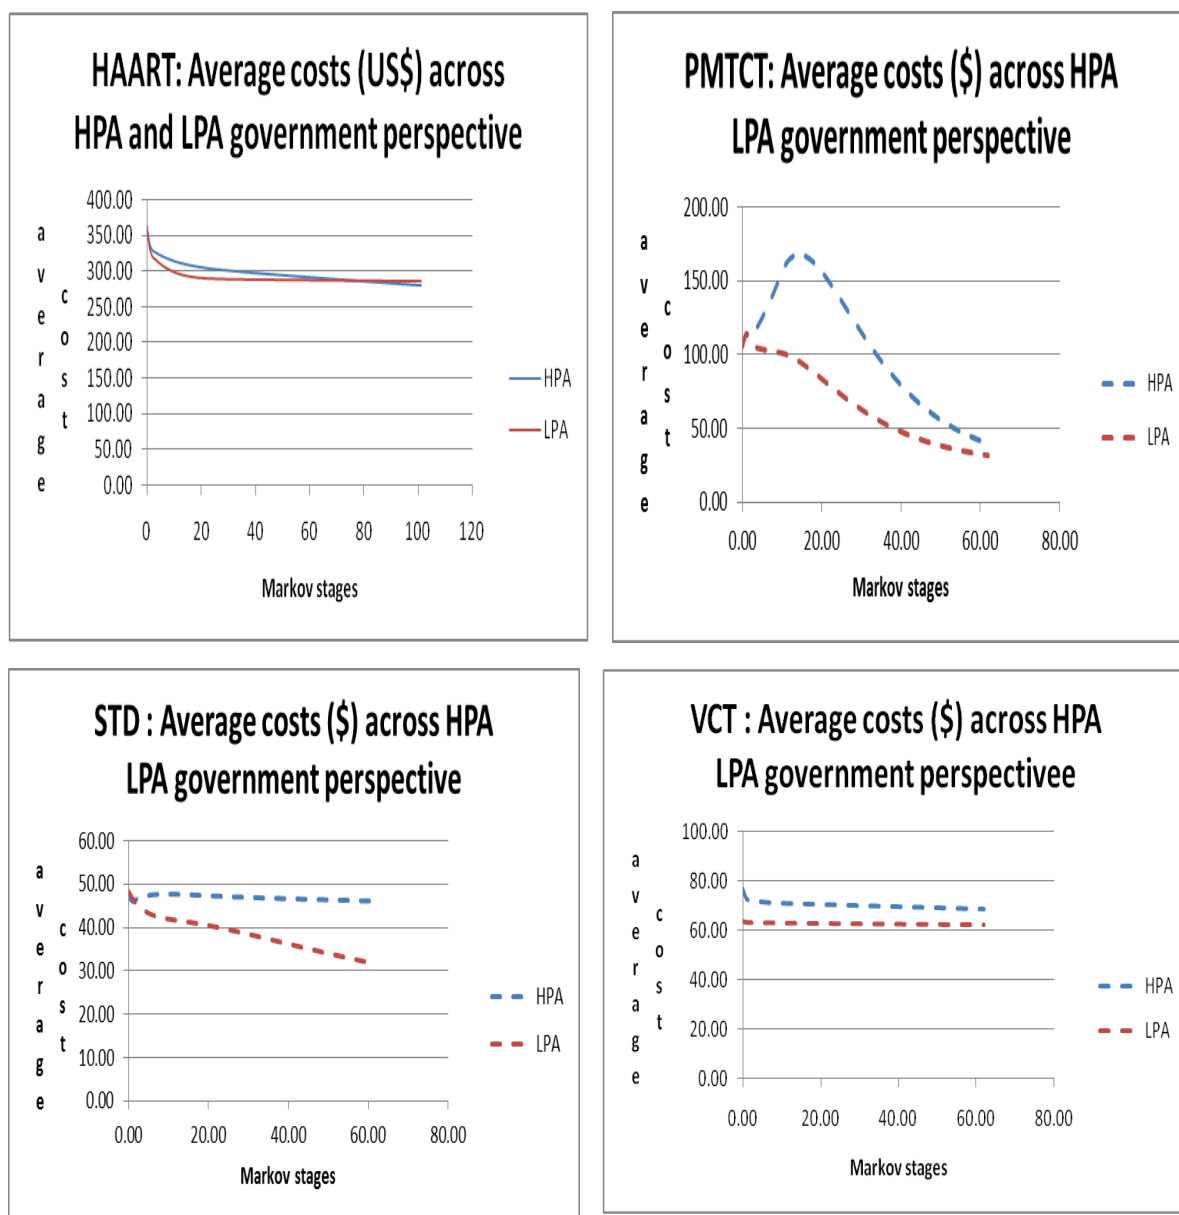 HAART: Average costs (US$) across
HPA and LPA government perspective
average
cost
400.00
350.00
300.00
250.00
200.00
150.00
100.00
50.00
0.00
0 20 40 60 80 100 120
Markov stages
HPA
LPA
PMTCT: Average costs ($) across HPA
LPA government perspective
average
cost
200.00
150.00
100.00
50.00
0.00
0.00 20.00 40.00 60.00 80.00
Markov stages
HPA
LPA
STD : Average costs ($) across HPA
LPA government perspective
average
cost
60.00
50.00
40.00
30.00
20.00
10.00
0.00
0.00 20.00 40.00 60.00 80.00
Markov stages
HPA
LPA
VCT : Average costs ($) across HPA
LPA government perspectivee
average
cost
100.00
80.00
60.00
40.00
20.00
0.00
0.00 20.00 40.00 60.00 80.00
Markov stages
HPA
LPA